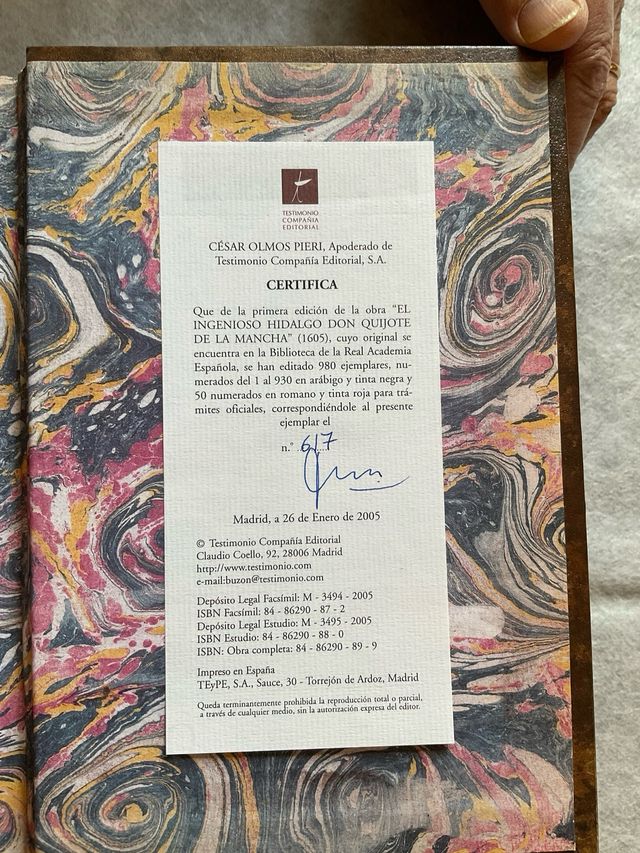 TESTIMONIO
COMPAÑIA
EDITORIAL
CÉSAR OLMOS PIERI, Apoderado de
Testimonio Compañía Editorial, S.A.
CERTIFICA
Que de la primera edición de la obra "EL
INGENIOSO HIDALGO DON QUIJOTE
DE LA MANCHA" (1605), cuyo original se
encuentra en la Biblioteca de la Real Academia
Española, se han editado 980 ejemplares, nu-
merados del 1 al 930 en arábigo y tinta negra y
50 numerados en romano y tinta roja para trá-
mites oficiales, correspondiéndole al presente
ejemplar el
n.º 617
Madrid, a 26 de Enero de 2005
© Testimonio Compañía Editorial
Claudio Coello, 92, 28006 Madrid
http://www.testimonio.com
e-mail:buzon@testimonio.com
Depósito Legal Facsímil: M - 3494 - 2005
ISBN Facsímil: 84 - 86290 - 87 - 2
Depósito Legal Estudio: M - 3495 - 2005
ISBN Estudio: 84 - 86290 - 88 - 0
ISBN: Obra completa: 84 - 86290 - 89 - 9
Impreso en España
TEyPE, S.A., Sauce, 30 - Torrejón de Ardoz, Madrid
Queda terminantemente prohibida la reproducción total o parcial,
a través de cualquier medio, sin la autorización expresa del editor.